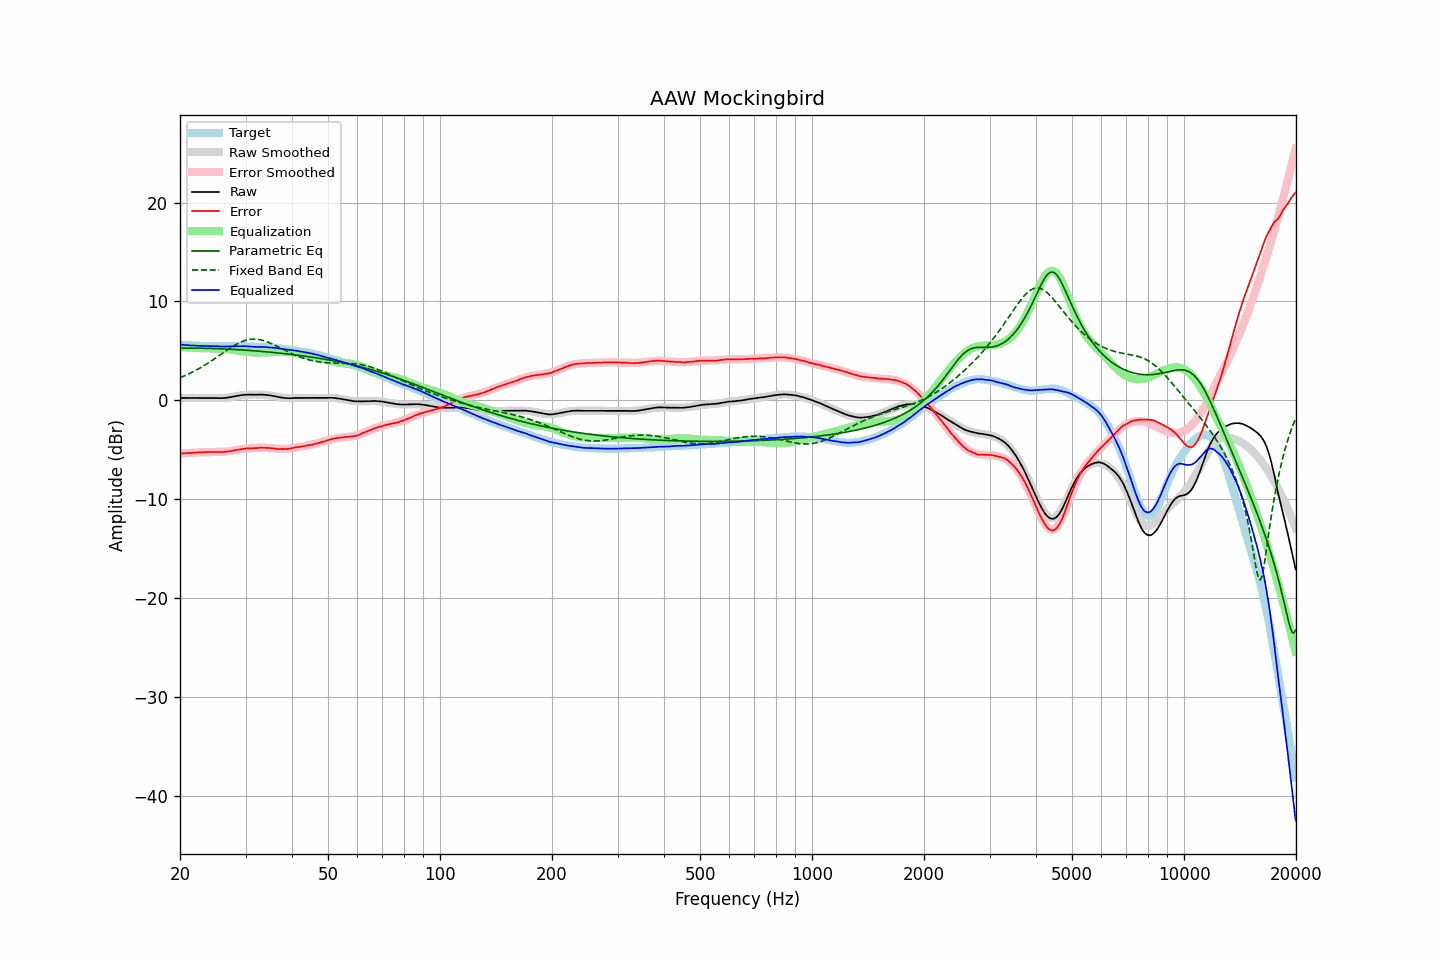 AAW Mockingbird
Target
Raw Smoothed
Error Smoothed
Raw
Error
Equalization
Parametric Eq
Fixed Band Eq
Equalized
20
10
0
−10
−20
−30
−40
Amplitude (dBr)
20 50 100 200 500 1000 2000 5000 10000 20000
Frequency (Hz)